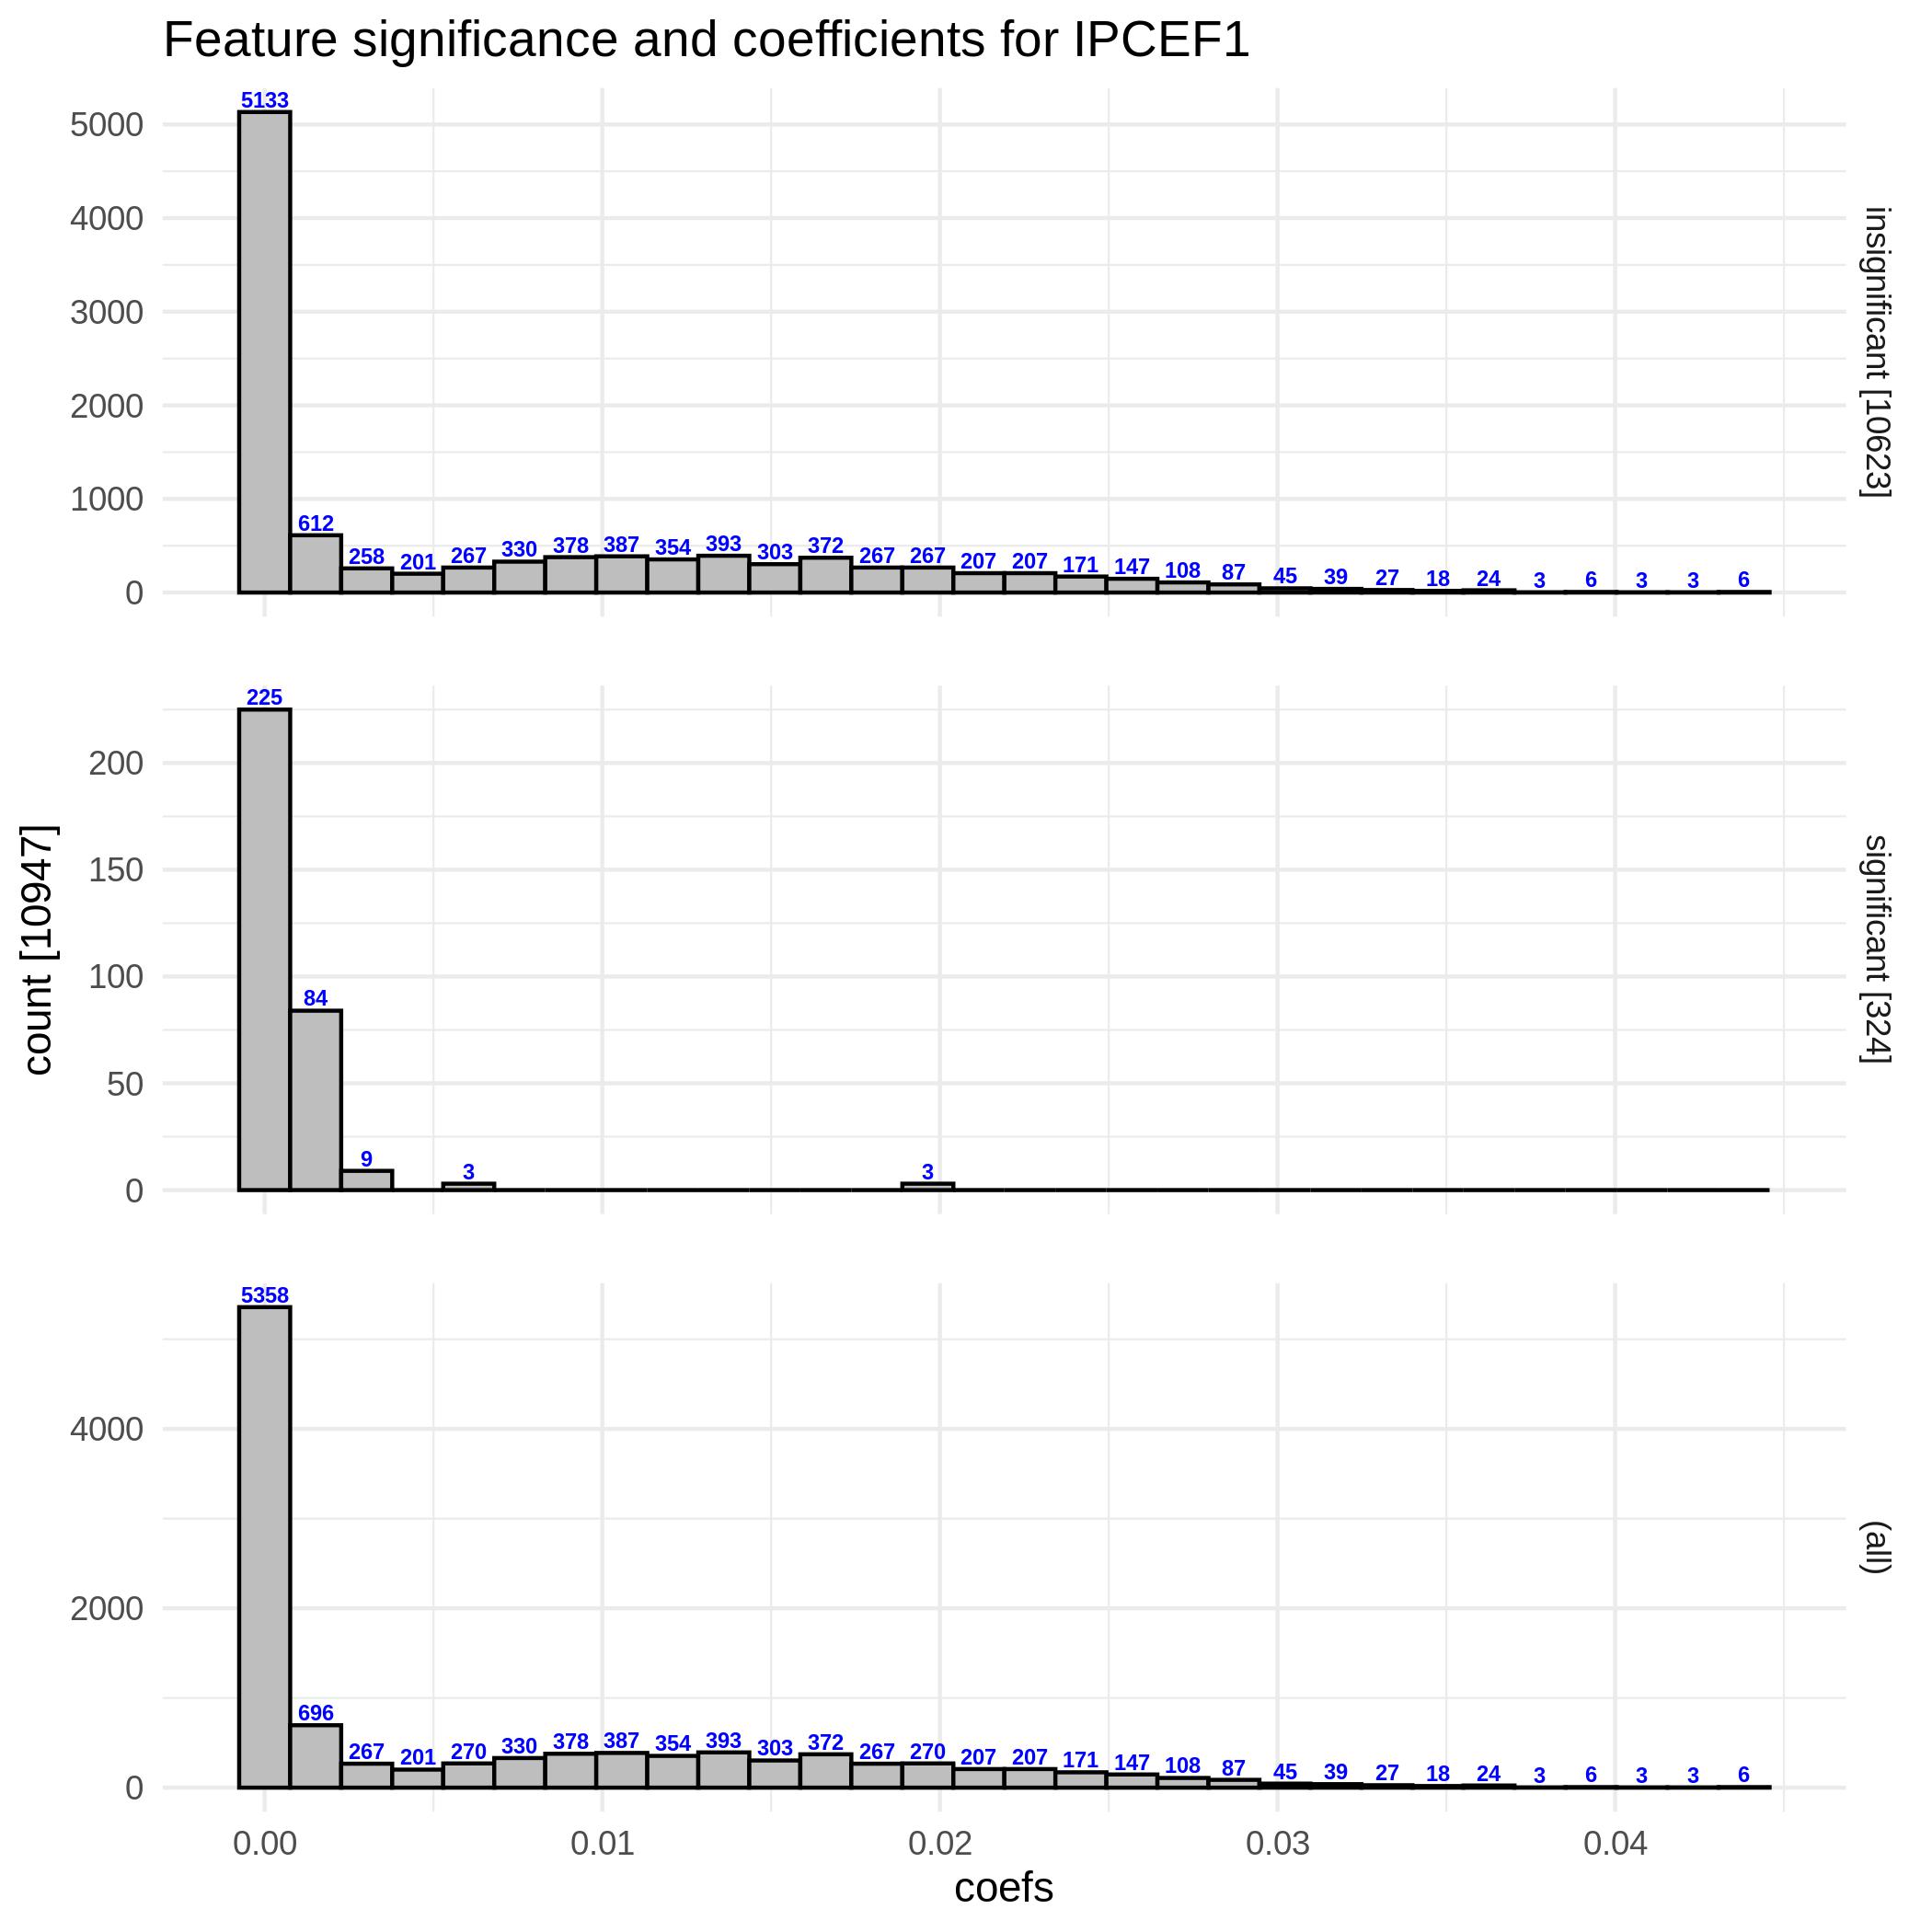 Feature significance and coefficients for IPCEF1
5133
5000
4000
3000
2000
1000
0
612 258 201 267 330 378 387 354 393 303 372 267 267 207 207 171 147 108 87 45 39 27 18 24 3 6 3 3 6
insignificant [10623]
225
200
150
100
50
0
84
9
3
3
significant [324]
count [10947]
5358
4000
2000
0
696 267 201 270 330 378 387 354 393 303 372 267 270 207 207 171 147 108 87 45 39 27 18 24 3 6 3 3 6
(all)
0.00 0.01 0.02 0.03 0.04
coefs